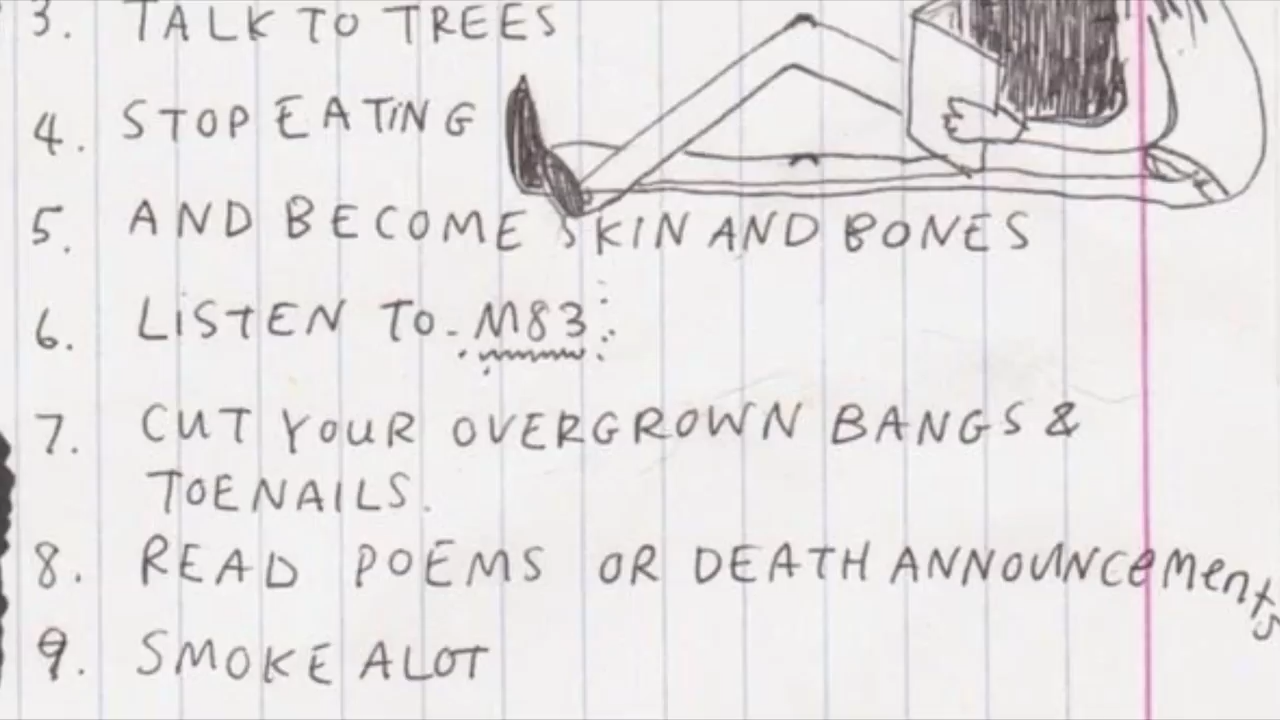 3. TALK TO TREES
4. STOP EATING
5. AND BECOME SKIN AND BONES
6. LISTEN TO - M83
7. CUT YOUR OVERGROWN BANGS &
TOENAILS.
8. READ POEMS OR DEATH ANNOUNCEMENTS
9. SMOKE ALOT